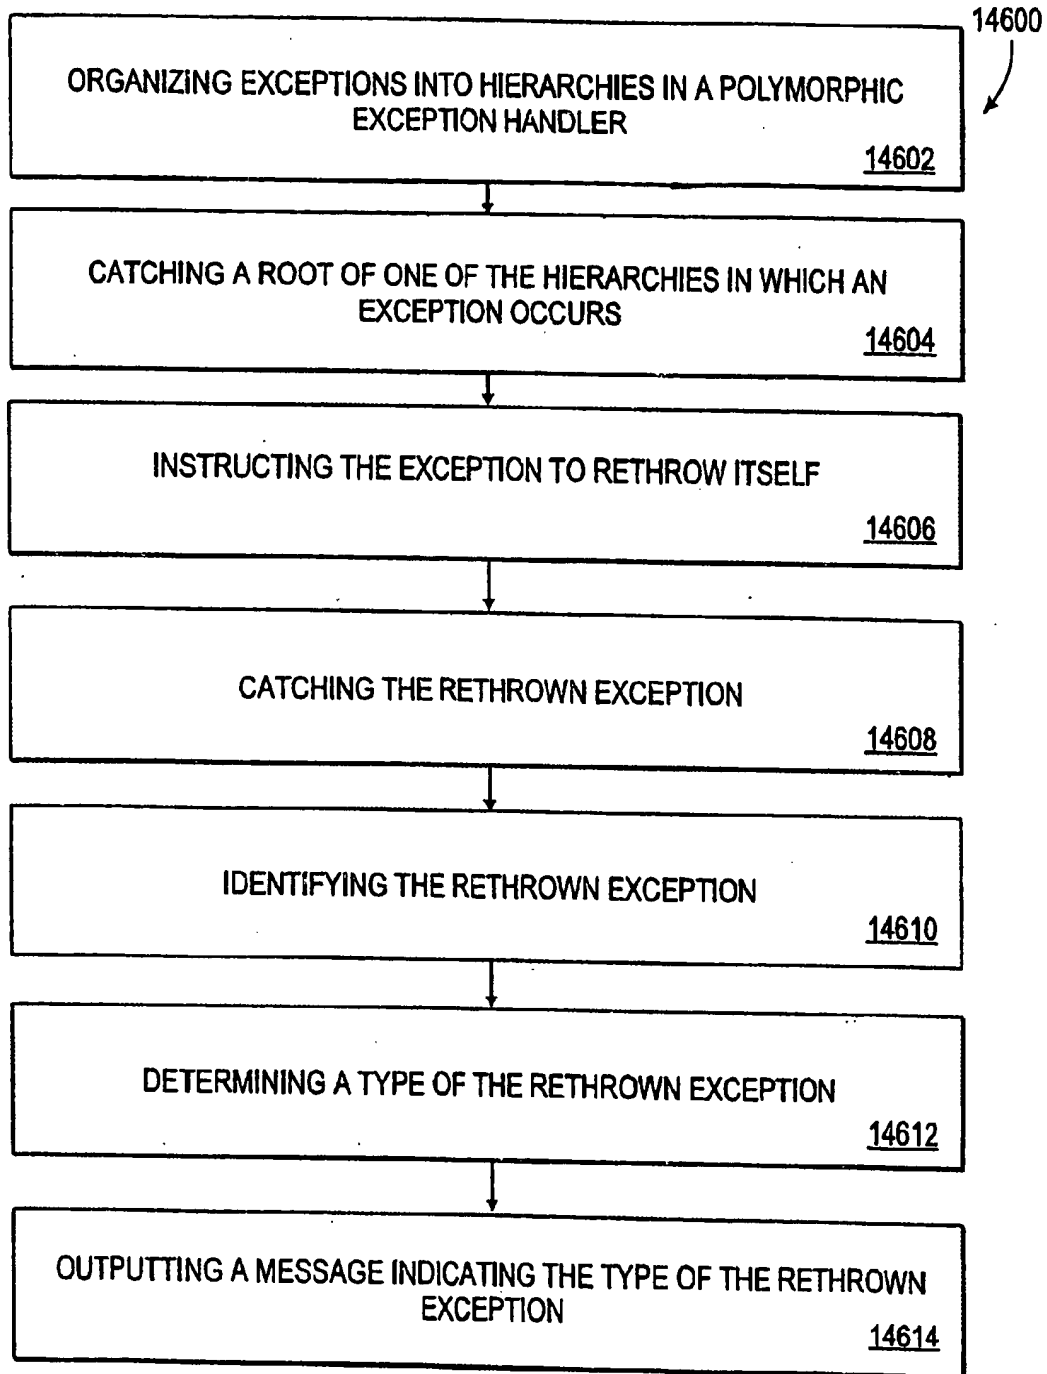 14600
ORGANIZING EXCEPTIONS INTO HIERARCHIES IN A POLYMORPHIC
EXCEPTION HANDLER
14602
CATCHING A ROOT OF ONE OF THE HIERARCHIES IN WHICH AN
EXCEPTION OCCURS
14604
INSTRUCTING THE EXCEPTION TO RETHROW ITSELF
14606
CATCHING THE RETHROWN EXCEPTION
14608
IDENTIFYING THE RETHROWN EXCEPTION
14610
DETERMINING A TYPE OF THE RETHROWN EXCEPTION
14612
OUTPUTTING A MESSAGE INDICATING THE TYPE OF THE RETHROWN
EXCEPTION
14614